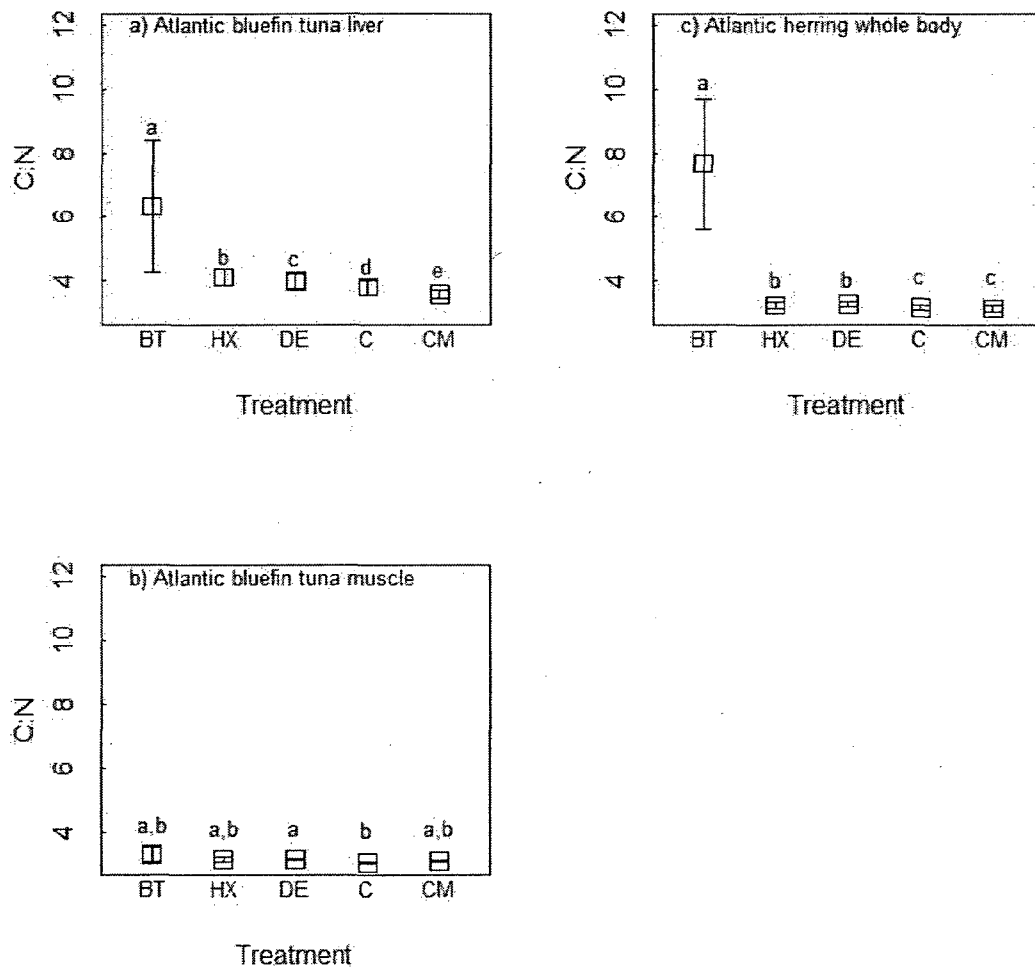 a) Atlantic bluefin tuna liver
C:N
12
10
8
6
4
a
b
c
d
e
BT HX DE C CM
Treatment
c) Atlantic herring whole body
C:N
12
10
8
6
4
a
b
b
c
c
BT HX DE C CM
Treatment
b) Atlantic bluefin tuna muscle
C:N
12
10
8
6
4
a,b a,b a b a,b
BT HX DE C CM
Treatment